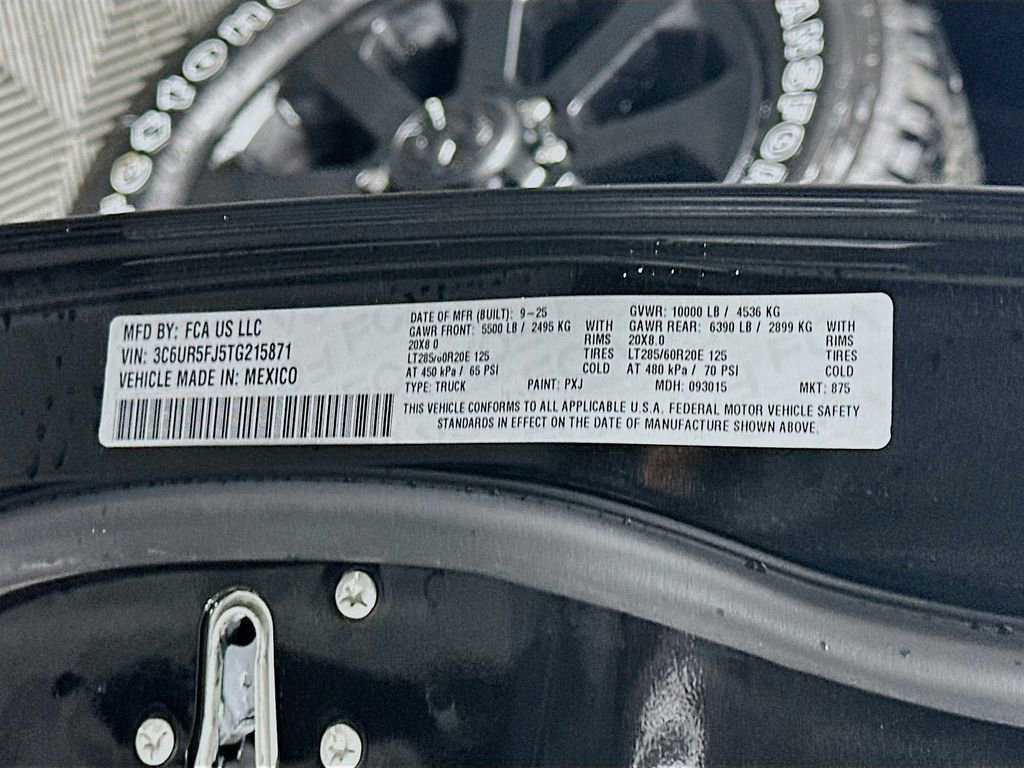 ANSFO
MFD BY: FCA US LLC
VIN: 3C6UR5FJ5TG215871
VEHICLE MADE IN: MEXICO
DATE OF MFR (BUILT): 9-25
GAWR FRONT: 5500 LB / 2495 KG WITH
20X8.0 RIMS
LT285/60R20E 125 TIRES
AT 450 kPa / 65 PSI COLD
TYPE: TRUCK PAINT: PXJ
GVWR: 10000 LB / 4536 KG
GAWR REAR: 6390 LB / 2899 KG WITH
20X8.0 RIMS
LT285/60R20E 125 TIRES
AT 480 kPa / 70 PSI COLD
MDH: 093015 MKT: 875
THIS VEHICLE CONFORMS TO ALL APPLICABLE U.S.A. FEDERAL MOTOR VEHICLE SAFETY
STANDARDS IN EFFECT ON THE DATE OF MANUFACTURE SHOWN ABOVE.